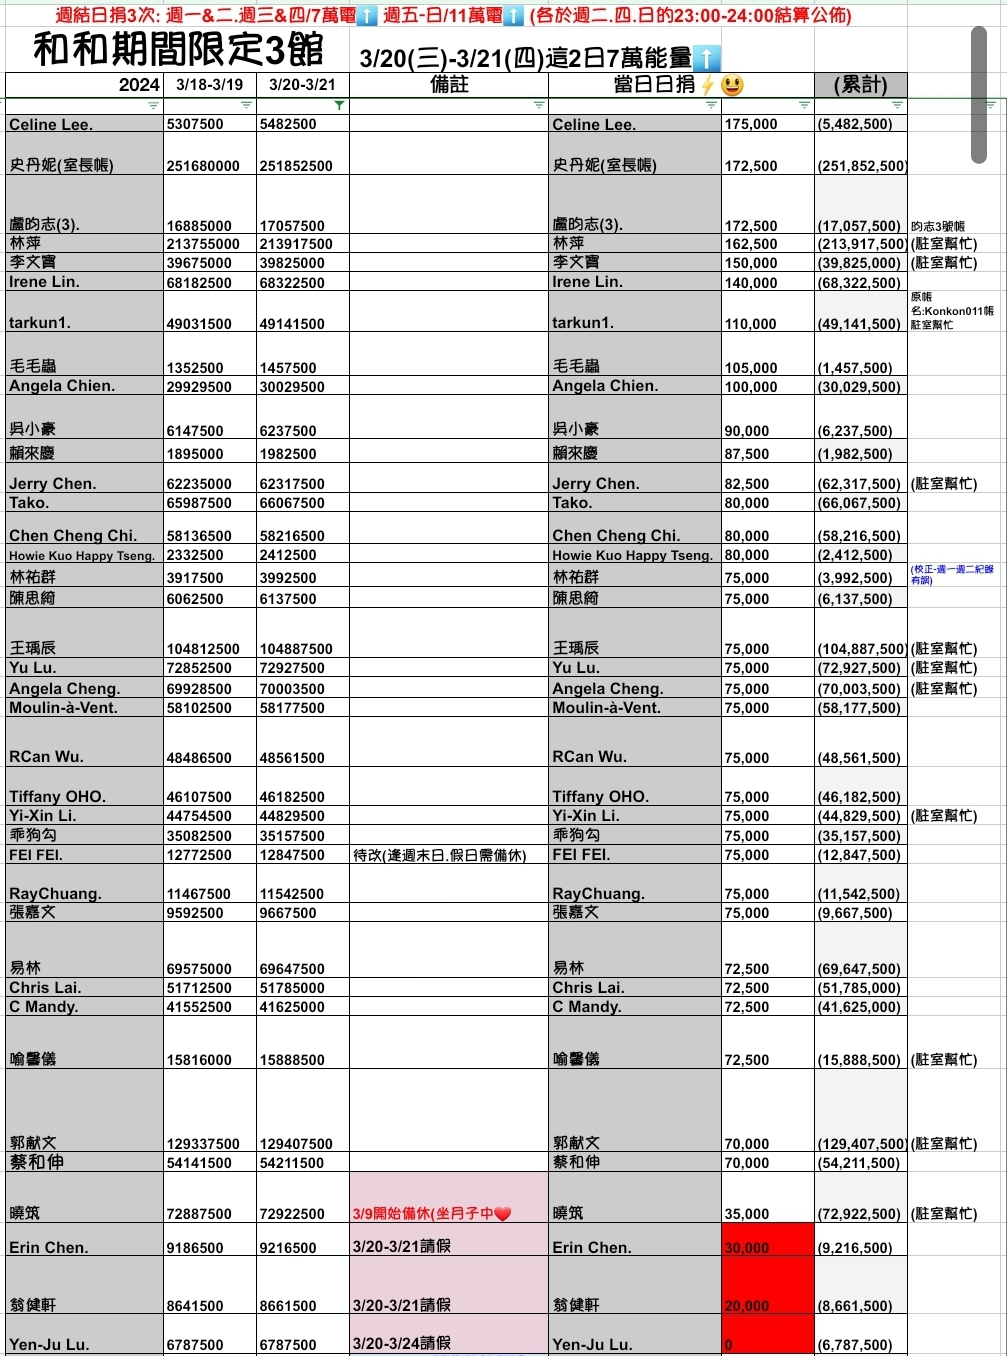 週結日捐3次: 週一&二.週三&四/7萬電⬆️ 週五-日/11萬電⬆️ (各於週二.四.日的23:00-24:00結算公佈)
和和期間限定3館 3/20(三)-3/21(四)這2日7萬能量⬆️
2024 3/18-3/19 3/20-3/21 備註 當日日捐⚡😃 (累計)
Celine Lee. 5307500 5482500 Celine Lee. 175,000 (5,482,500)
史丹妮(室長帳) 251680000 251852500 史丹妮(室長帳) 172,500 (251,852,500)
盧昀志(3). 16885000 17057500 盧昀志(3). 172,500 (17,057,500) 昀志3號帳
林萍 213755000 213917500 林萍 162,500 (213,917,500) (駐室幫忙)
李文寶 39675000 39825000 李文寶 150,000 (39,825,000) (駐室幫忙)
Irene Lin. 68182500 68322500 Irene Lin. 140,000 (68,322,500)
tarkun1. 49031500 49141500 tarkun1. 110,000 (49,141,500) 原帳
名:Konkon011帳
駐室幫忙
毛毛蟲 1352500 1457500 毛毛蟲 105,000 (1,457,500)
Angela Chien. 29929500 30029500 Angela Chien. 100,000 (30,029,500)
吳小豪 6147500 6237500 吳小豪 90,000 (6,237,500)
賴來慶 1895000 1982500 賴來慶 87,500 (1,982,500)
Jerry Chen. 62235000 62317500 Jerry Chen. 82,500 (62,317,500) (駐室幫忙)
Tako. 65987500 66067500 Tako. 80,000 (66,067,500)
Chen Cheng Chi. 58136500 58216500 Chen Cheng Chi. 80,000 (58,216,500)
Howie Kuo Happy Tseng. 2332500 2412500 Howie Kuo Happy Tseng. 80,000 (2,412,500)
林祐群 3917500 3992500 林祐群 75,000 (3,992,500) (校正-週一週二紀錄
有誤)
陳思綺 6062500 6137500 陳思綺 75,000 (6,137,500)
王瑀辰 104812500 104887500 王瑀辰 75,000 (104,887,500) (駐室幫忙)
Yu Lu. 72852500 72927500 Yu Lu. 75,000 (72,927,500) (駐室幫忙)
Angela Cheng. 69928500 70003500 Angela Cheng. 75,000 (70,003,500) (駐室幫忙)
Moulin-à-Vent. 58102500 58177500 Moulin-à-Vent. 75,000 (58,177,500)
RCan Wu. 48486500 48561500 RCan Wu. 75,000 (48,561,500)
Tiffany OHO. 46107500 46182500 Tiffany OHO. 75,000 (46,182,500)
Yi-Xin Li. 44754500 44829500 Yi-Xin Li. 75,000 (44,829,500) (駐室幫忙)
乖狗勾 35082500 35157500 乖狗勾 75,000 (35,157,500)
FEI FEI. 12772500 12847500 待改(逢週末日.假日需備休) FEI FEI. 75,000 (12,847,500)
RayChuang. 11467500 11542500 RayChuang. 75,000 (11,542,500)
張嘉文 9592500 9667500 張嘉文 75,000 (9,667,500)
易林 69575000 69647500 易林 72,500 (69,647,500)
Chris Lai. 51712500 51785000 Chris Lai. 72,500 (51,785,000)
C Mandy. 41552500 41625000 C Mandy. 72,500 (41,625,000)
喻馨儀 15816000 15888500 喻馨儀 72,500 (15,888,500) (駐室幫忙)
郭献文 129337500 129407500 郭献文 70,000 (129,407,500) (駐室幫忙)
蔡和伸 54141500 54211500 蔡和伸 70,000 (54,211,500)
曉筑 72887500 72922500 3/9開始備休(坐月子中❤️ 曉筑 35,000 (72,922,500) (駐室幫忙)
Erin Chen. 9186500 9216500 3/20-3/21請假 Erin Chen. 30,000 (9,216,500)
翁健軒 8641500 8661500 3/20-3/21請假 翁健軒 20,000 (8,661,500)
Yen-Ju Lu. 6787500 6787500 3/20-3/24請假 Yen-Ju Lu. 0 (6,787,500)